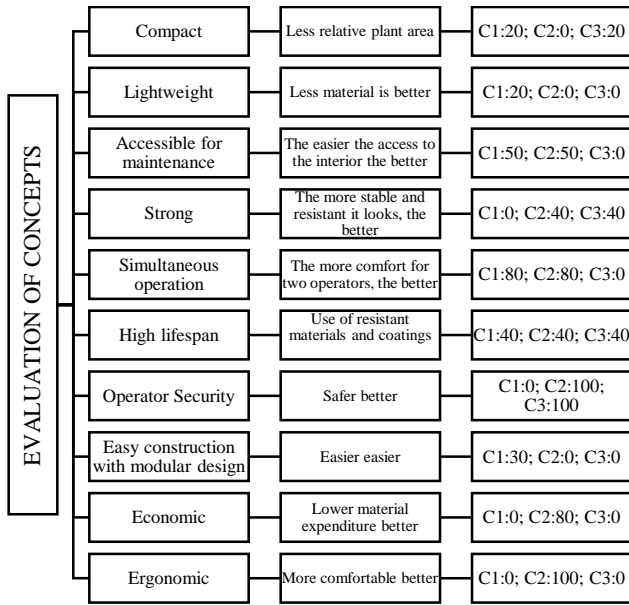 EVALUATION OF CONCEPTS
Compact
Less relative plant area
C1:20; C2:0; C3:20
Lightweight
Less material is better
C1:20; C2:0; C3:0
Accessible for
maintenance
The easier the access to
the interior the better
C1:50; C2:50; C3:0
Strong
The more stable and
resistant it looks, the
better
C1:0; C2:40; C3:40
Simultaneous
operation
The more comfort for
two operators, the better
C1:80; C2:80; C3:0
High lifespan
Use of resistant
materials and coatings
C1:40; C2:40; C3:40
Operator Security
Safer better
C1:0; C2:100;
C3:100
Easy construction
with modular design
Easier easier
C1:30; C2:0; C3:0
Economic
Lower material
expenditure better
C1:0; C2:80; C3:0
Ergonomic
More comfortable better
C1:0; C2:100; C3:0